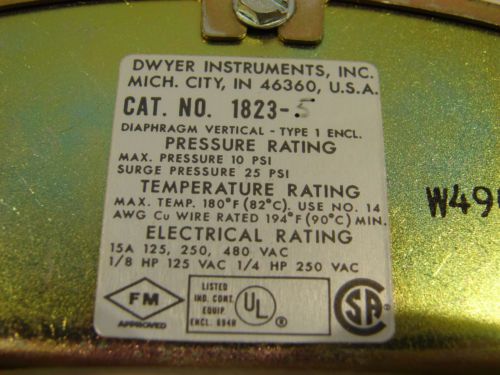 DWYER INSTRUMENTS, INC.
MICH. CITY, IN 46360, U.S.A.
CAT. NO. 1823-5
DIAPHRAGM VERTICAL - TYPE 1 ENCL.
PRESSURE RATING
MAX. PRESSURE 10 PSI
SURGE PRESSURE 25 PSI
TEMPERATURE RATING
MAX. TEMP. 180°F (82°C). USE NO. 14
AWG Cu WIRE RATED 194°F (90°C) MIN.
ELECTRICAL RATING
15A 125, 250, 480 VAC
1/8 HP 125 VAC 1/4 HP 250 VAC
FM
APPROVED
LISTED
IND. CONT.
EQUIP
ENCL. 894B
UL ®
SA ®
W49